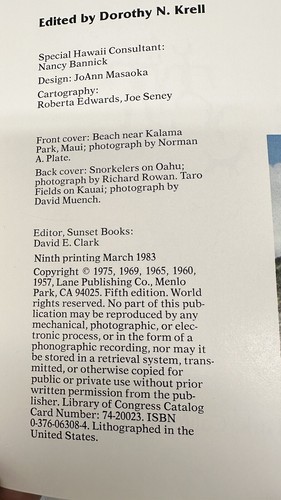 Edited by Dorothy N. Krell
Special Hawaii Consultant:
Nancy Bannick
Design: JoAnn Masaoka
Cartography:
Roberta Edwards, Joe Seney
Front cover: Beach near Kalama
Park, Maui; photograph by Norman
A. Plate.
Back cover: Snorkelers on Oahu;
photograph by Richard Rowan. Taro
Fields on Kauai; photograph by
David Muench.
Editor, Sunset Books:
David E. Clark
Ninth printing March 1983
Copyright © 1975, 1969, 1965, 1960,
1957, Lane Publishing Co., Menlo
Park, CA 94025. Fifth edition. World
rights reserved. No part of this pub-
lication may be reproduced by any
mechanical, photographic, or elec-
tronic process, or in the form of a
phonographic recording, nor may it
be stored in a retrieval system, trans-
mitted, or otherwise copied for
public or private use without prior
written permission from the pub-
lisher. Library of Congress Catalog
Card Number: 74-20023. ISBN
0-376-06308-4. Lithographed in the
United States.